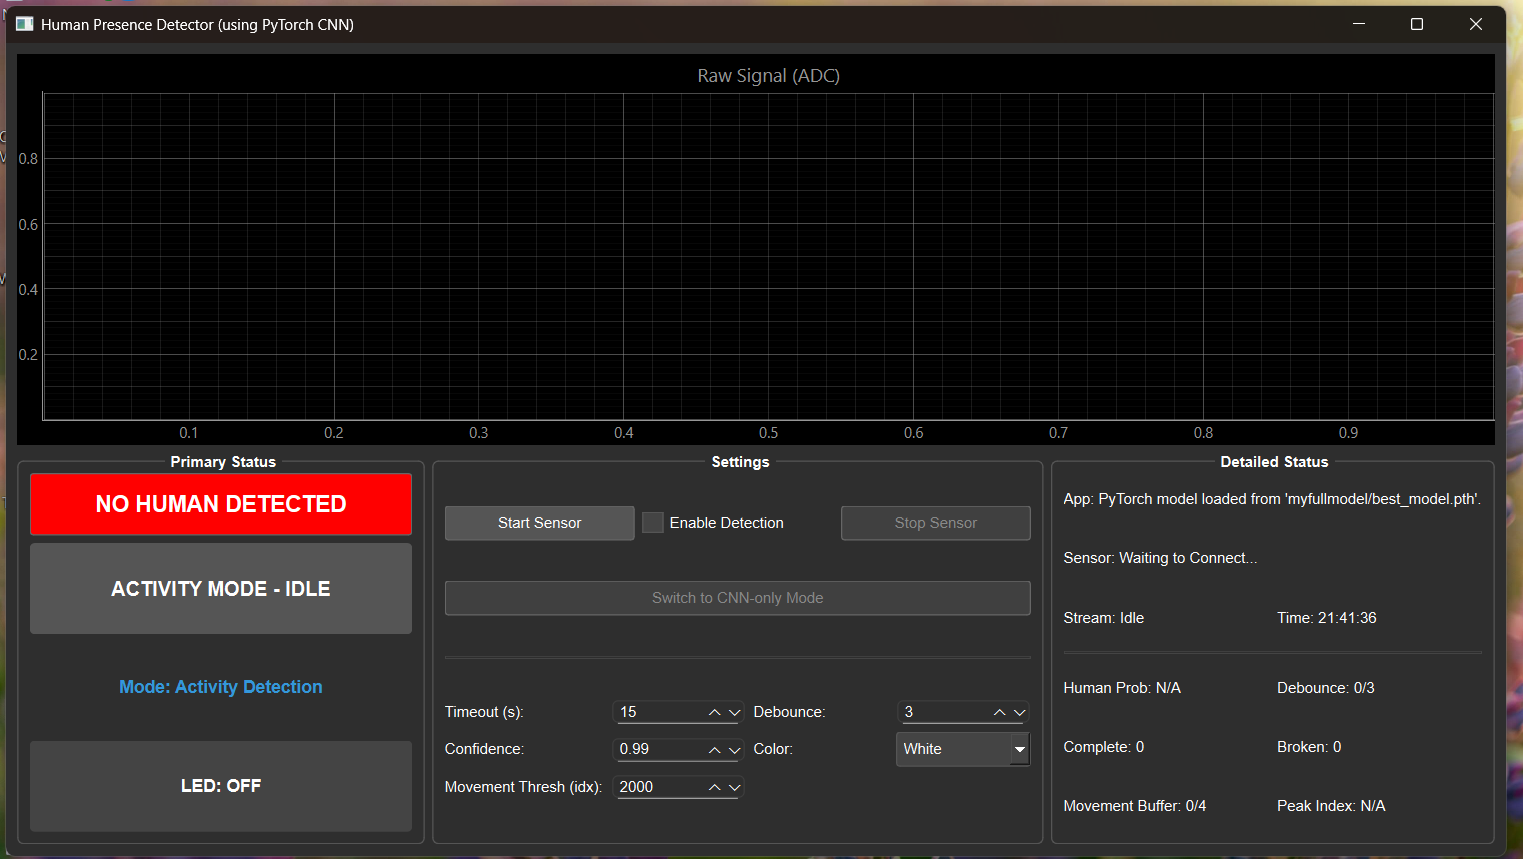 Human Presence Detector (using PyTorch CNN)
Raw Signal (ADC)
0.8
0.6
0.4
0.2
0.1 0.2 0.3 0.4 0.5 0.6 0.7 0.8 0.9
Primary Status
NO HUMAN DETECTED
ACTIVITY MODE - IDLE
Mode: Activity Detection
LED: OFF
Settings
Start Sensor Enable Detection Stop Sensor
Switch to CNN-only Mode
Timeout (s): 15 Debounce: 3
Confidence: 0.99 Color: White
Movement Thresh (idx): 2000
Detailed Status
App: PyTorch model loaded from 'myfullmodel/best_model.pth'.
Sensor: Waiting to Connect...
Stream: Idle Time: 21:41:36
Human Prob: N/A Debounce: 0/3
Complete: 0 Broken: 0
Movement Buffer: 0/4 Peak Index: N/A